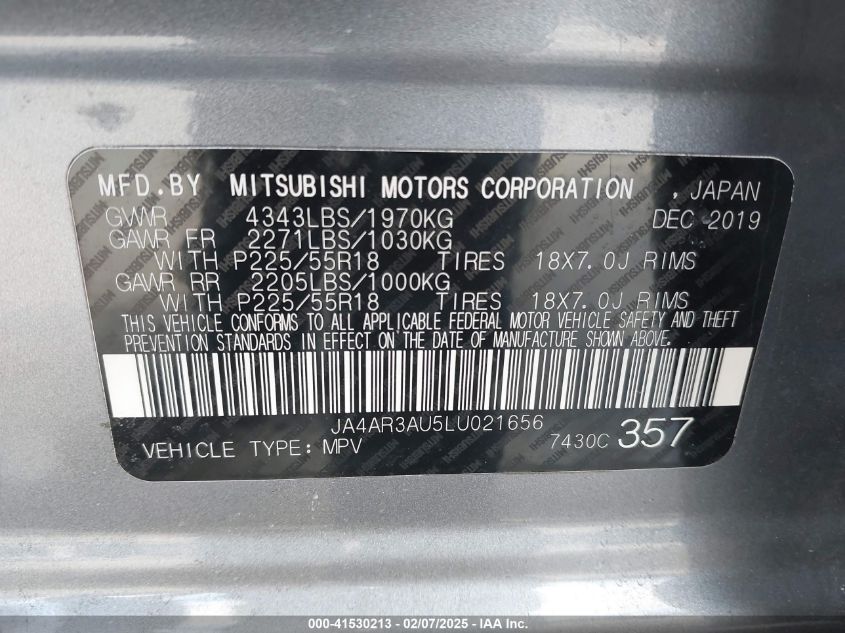 MFD.BY MITSUBISHI MOTORS CORPORATION , JAPAN
GVWR 4343LBS/1970KG DEC 2019
GAWR FR 2271LBS/1030KG
WITH P225/55R18 TIRES 18X7.0J RIMS
GAWR RR 2205LBS/1000KG
WITH P225/55R18 TIRES 18X7.0J RIMS
THIS VEHICLE CONFORMS TO ALL APPLICABLE FEDERAL MOTOR VEHICLE SAFETY AND THEFT
PREVENTION STANDARDS IN EFFECT ON THE DATE OF MANUFACTURE SHOWN ABOVE.
JA4AR3AU5LU021656
VEHICLE TYPE: MPV 7430C 357
000-41530213 - 02/07/2025 - IAA Inc.